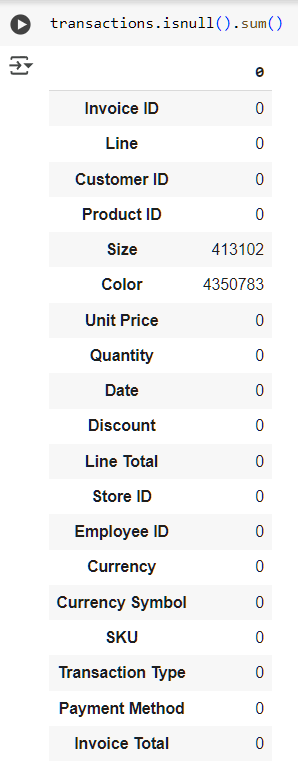 transactions.isnull().sum()
0
Invoice ID 0
Line 0
Customer ID 0
Product ID 0
Size 413102
Color 4350783
Unit Price 0
Quantity 0
Date 0
Discount 0
Line Total 0
Store ID 0
Employee ID 0
Currency 0
Currency Symbol 0
SKU 0
Transaction Type 0
Payment Method 0
Invoice Total 0